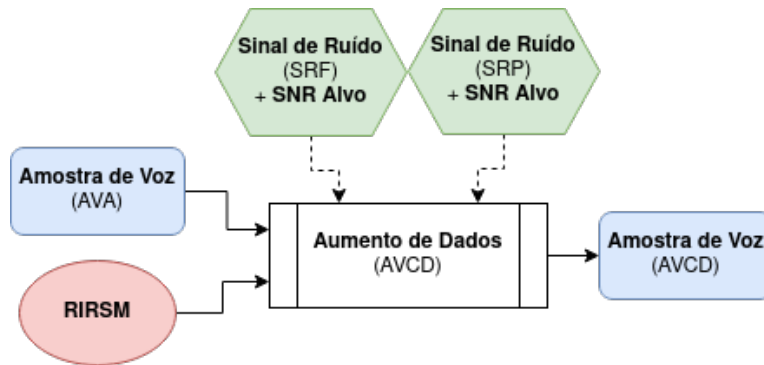 Sinal de Ruído
(SRF)
+ SNR Alvo
Sinal de Ruído
(SRP)
+ SNR Alvo
Amostra de Voz
(AVA)
RIRSM
Aumento de Dados
(AVCD)
Amostra de Voz
(AVCD)